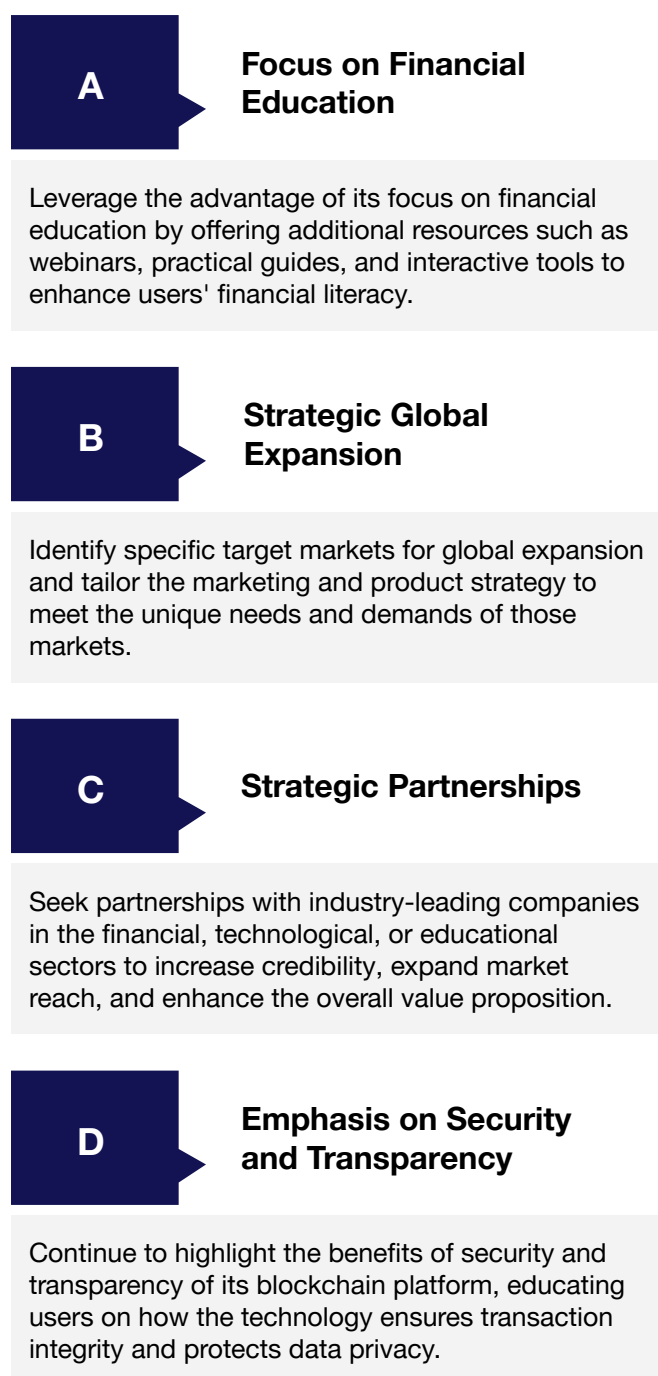 A
Focus on Financial
Education
Leverage the advantage of its focus on financial
education by offering additional resources such as
webinars, practical guides, and interactive tools to
enhance users' financial literacy.
B
Strategic Global
Expansion
Identify specific target markets for global expansion
and tailor the marketing and product strategy to
meet the unique needs and demands of those
markets.
C
Strategic Partnerships
Seek partnerships with industry-leading companies
in the financial, technological, or educational
sectors to increase credibility, expand market
reach, and enhance the overall value proposition.
D
Emphasis on Security
and Transparency
Continue to highlight the benefits of security and
transparency of its blockchain platform, educating
users on how the technology ensures transaction
integrity and protects data privacy.